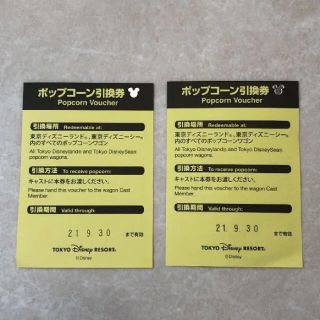 ポップコーン引換券
Popcorn Voucher
引換場所 Redeemable at:
東京ディズニーランド®、東京ディズニーシー®
内のすべてのポップコーンワゴン
All Tokyo Disneyland® and Tokyo DisneySea®
popcorn wagons.
引換方法 To receive popcorn:
キャストに本券をお渡しください。
Please hand this voucher to the wagon Cast
Member.
引換期間 Valid through:
21.9.30 まで有効
TOKYO Disney RESORT®
©Disney
ポップコーン引換券
Popcorn Voucher
引換場所 Redeemable at:
東京ディズニーランド®、東京ディズニーシー®
内のすべてのポップコーンワゴン
All Tokyo Disneyland® and Tokyo DisneySea®
popcorn wagons.
引換方法 To receive popcorn:
キャストに本券をお渡しください。
Please hand this voucher to the wagon Cast
Member.
引換期間 Valid through:
21.9.30 まで有効
TOKYO Disney RESORT®
©Disney